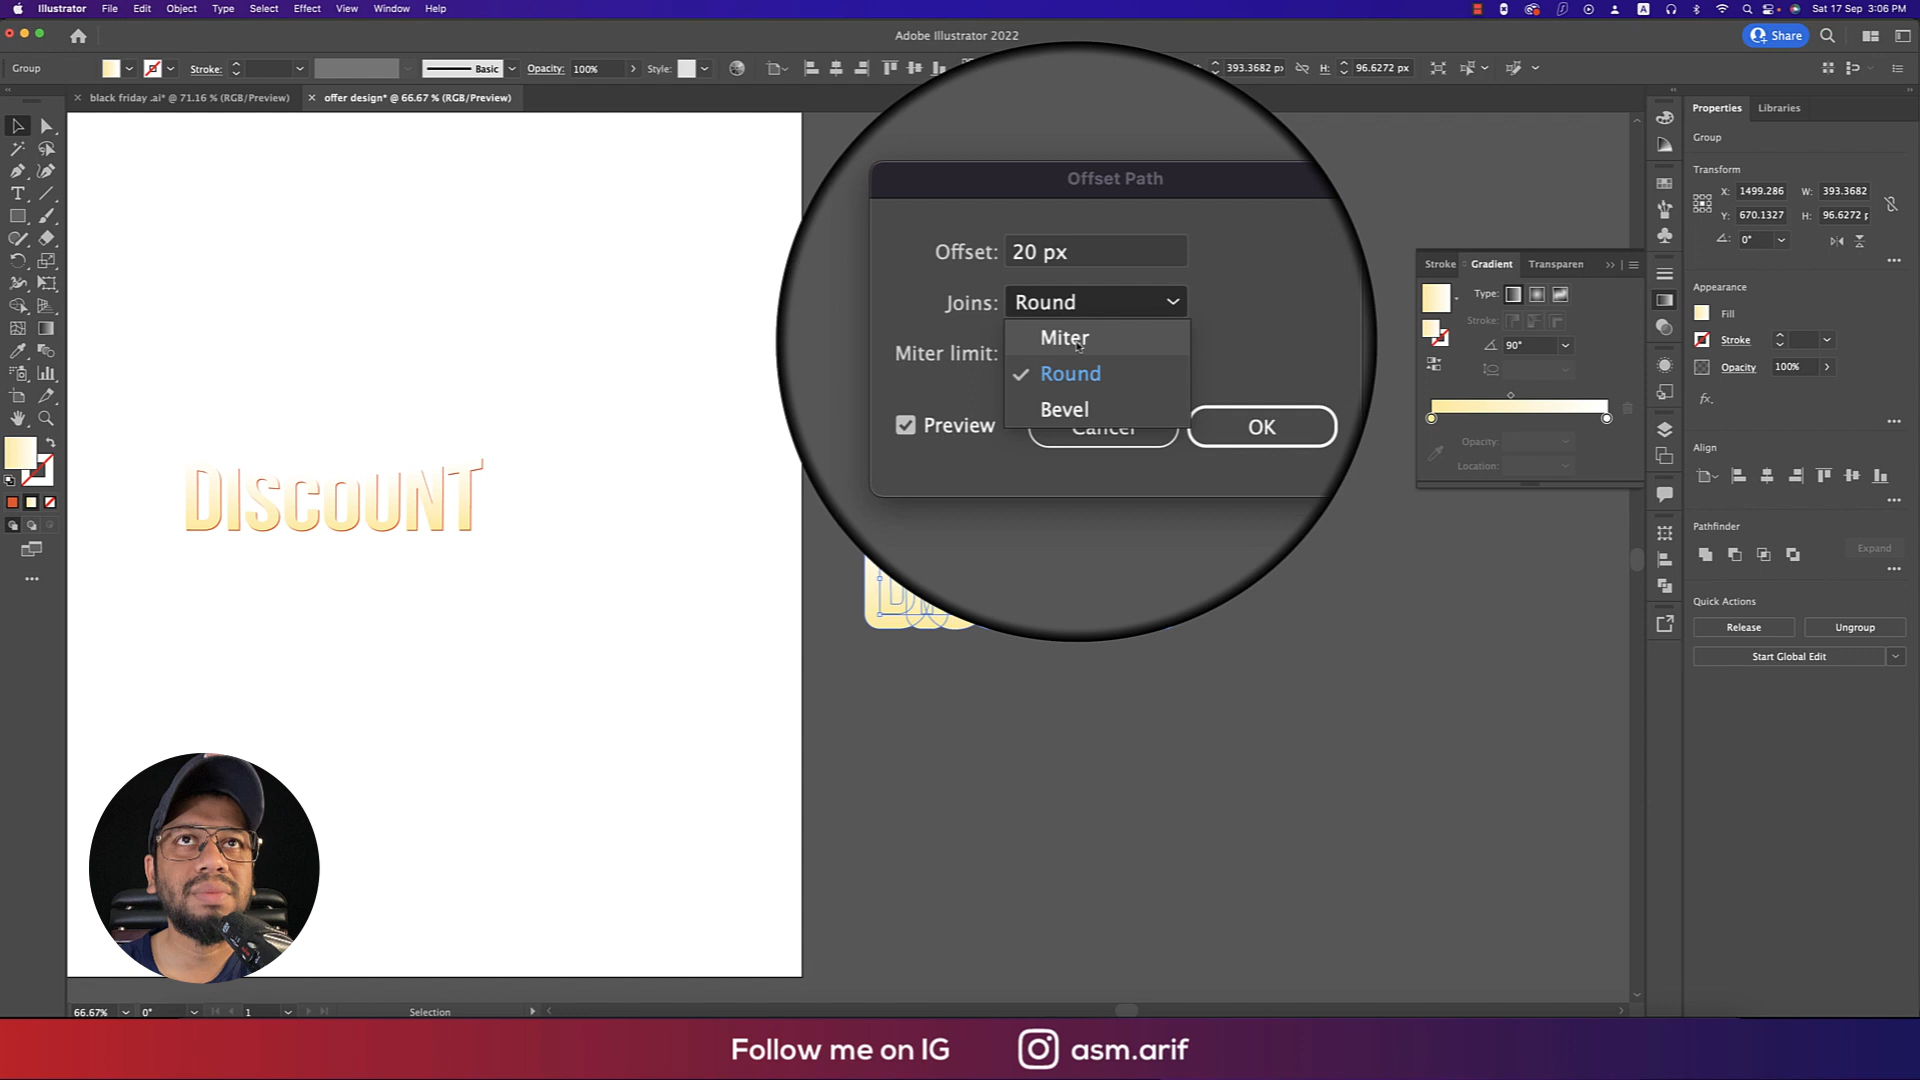 Illustrator File Edit Object Type Select Effect View Window Help
A Sat 17 Sep 3:06 PM
Adobe Illustrator 2022
Share
Group Stroke: Basic Opacity: 100% Style: 393.3682 px H: 96.6272 px
black friday .ai* @ 71.16 % (RGB/Preview) offer design* @ 66.67 % (RGB/Preview)
Properties Libraries
Group
Transform
X: 1499.286 W: 393.3682
Y: 670.1327 H: 96.6272 p
0°
Offset Path
Offset: 20 px
Joins: Round
Miter
Miter limit:
Round
Bevel
Preview
Cancel
OK
Stroke Gradient Transparen
Type:
Stroke:
90°
Opacity:
Location:
Appearance
Fill
Stroke
Opacity 100%
fx.
Align
Pathfinder
Expand
Quick Actions
Release Ungroup
Start Global Edit
DISCOUNT
66.67% 0° 1 Selection
Follow me on IG asm.arif